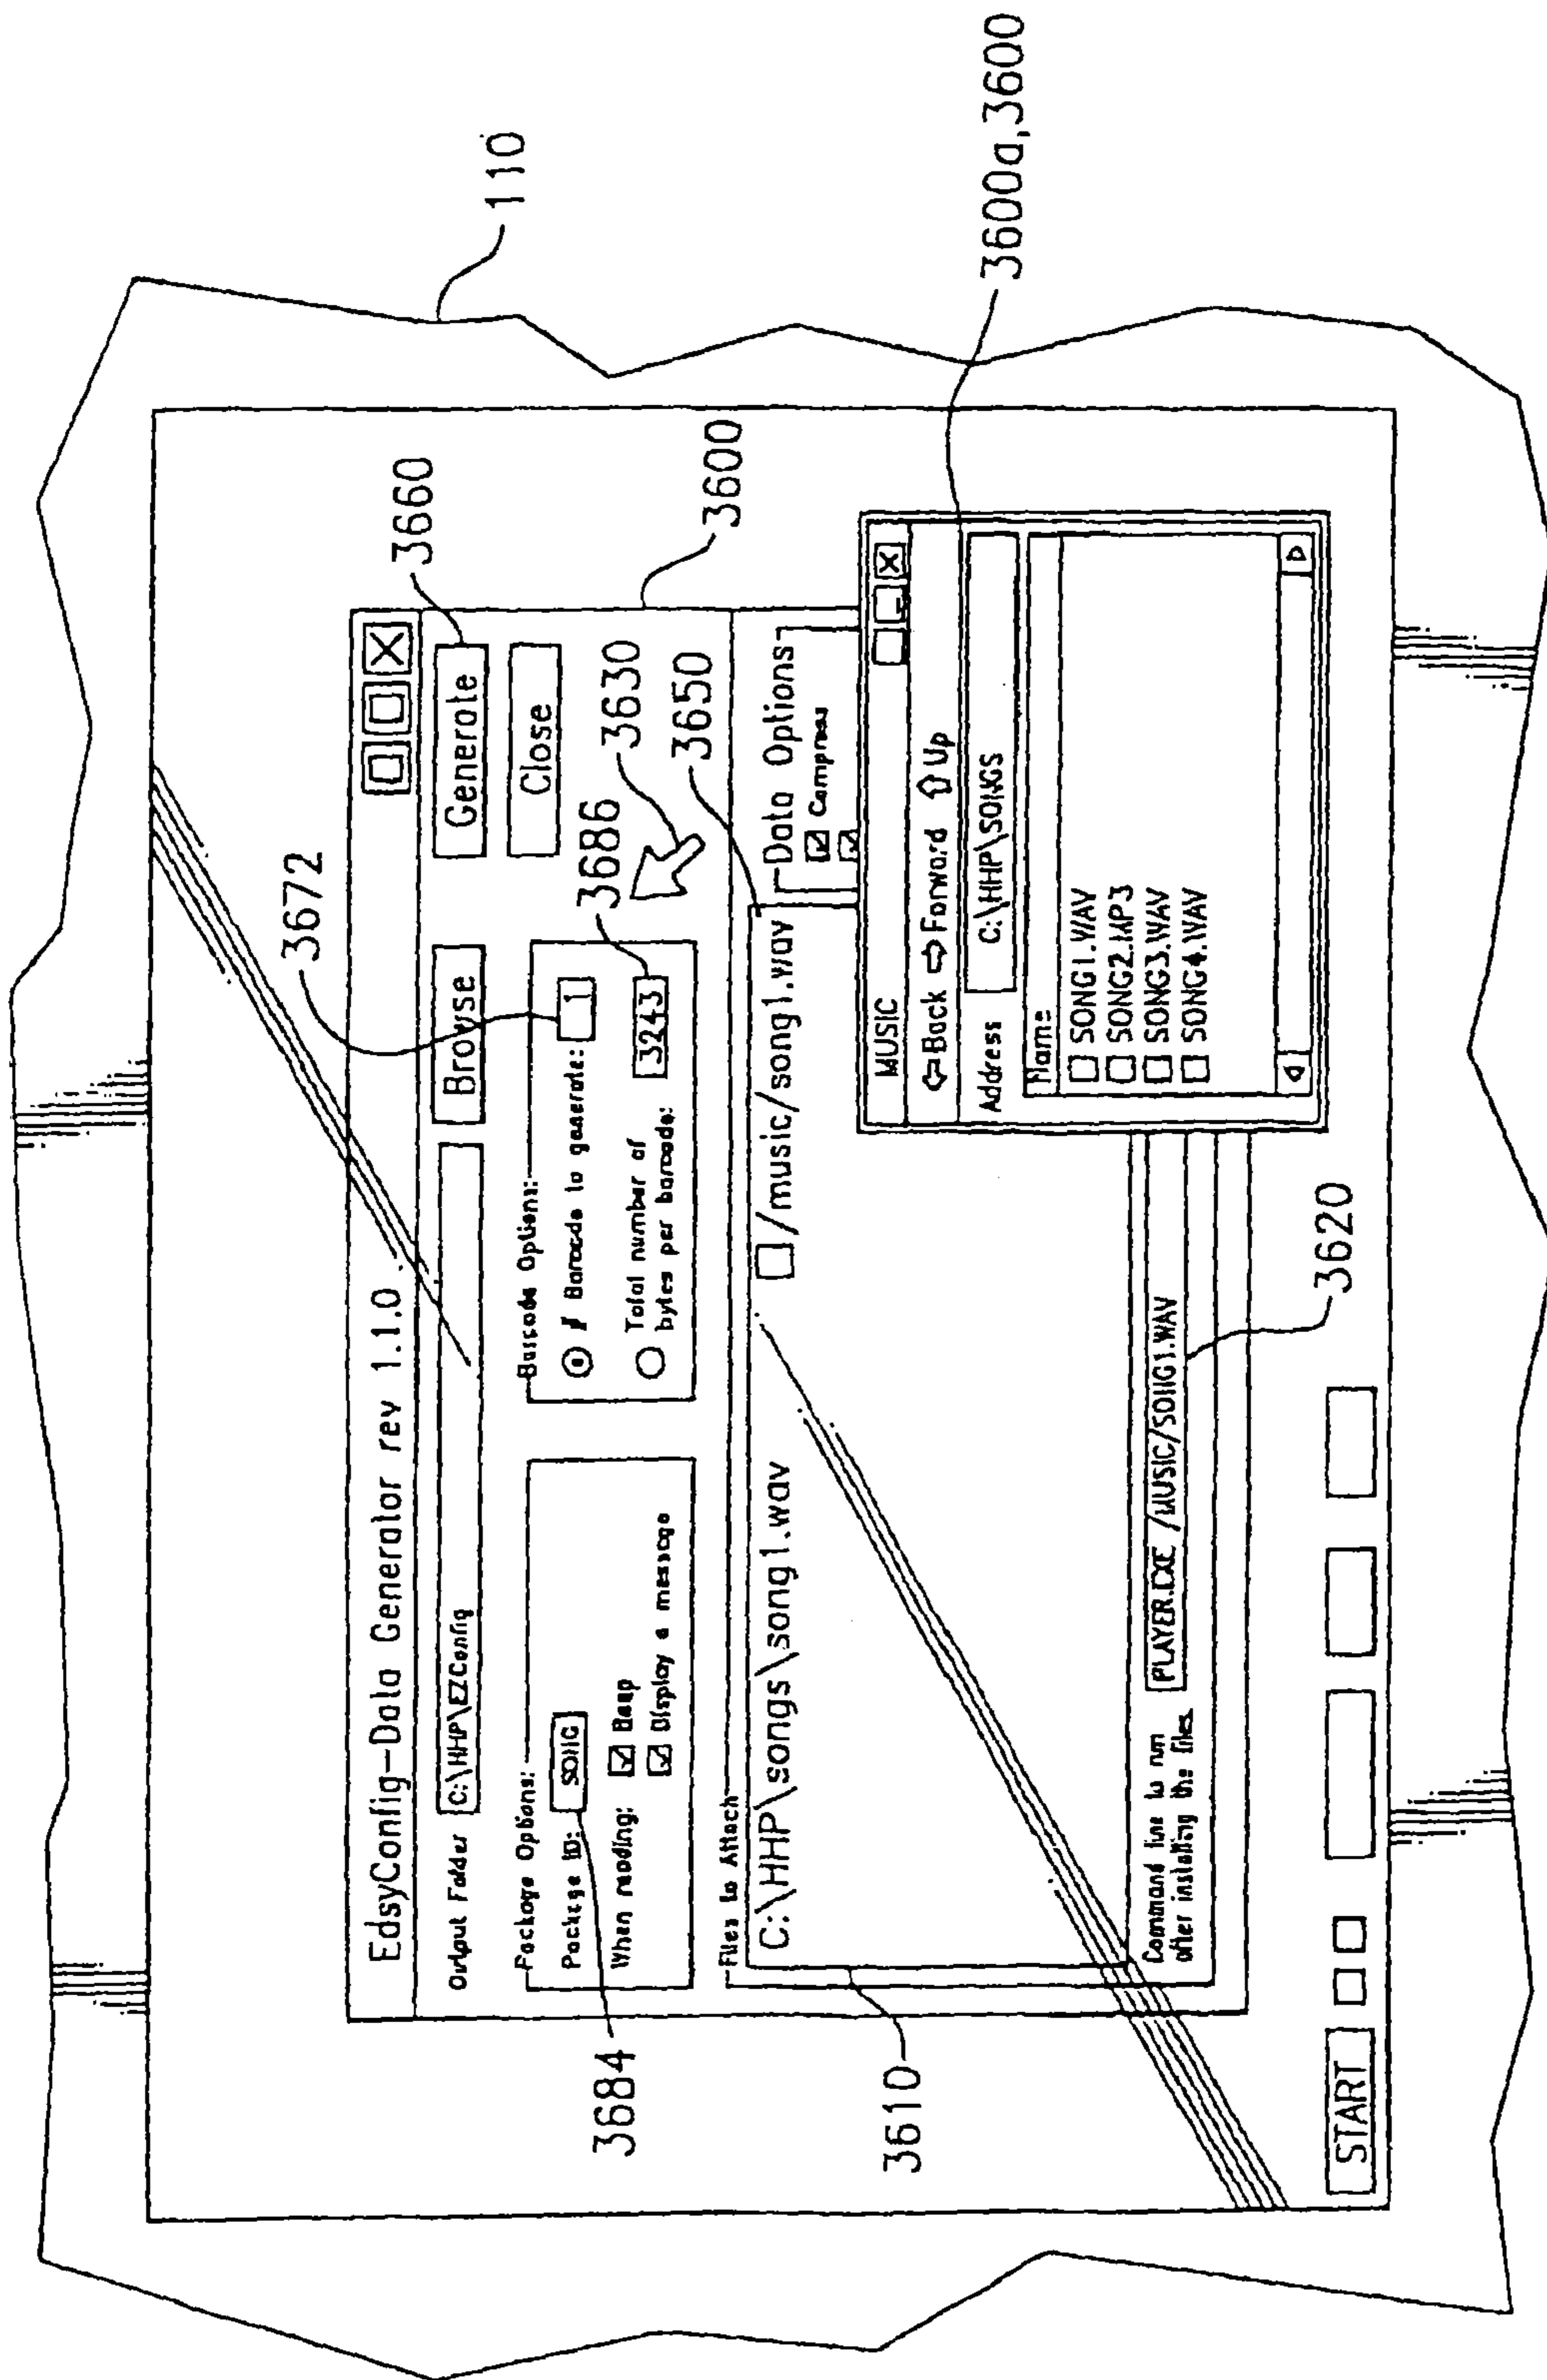 110
3672
3660
EdsyConfig-Data Generator rev 1.1.0
Output Folder C:\HHP\EZConfig Browse Generate
Close
Package Options:
Package ID: SONG
When reading: Beep
Display a message
Barcode Options:
# Barcode to generate: 1
Total number of
bytes per barcode: 3243
3686
3630
3600
3650
3684
Files to Attach
C:\HHP\songs\song1.wav /music/song1.wav
Data Options
Compress
3610
MUSIC
Back Forward Up
Address C:\HHP\SONGS
Name
SONG1.WAV
SONG2.MP3
SONG3.WAV
SONG4.WAV
3600a,3600
Command line to run
after installing the files. PLAYER.EXE /MUSIC/SONG1.WAV
3620
START